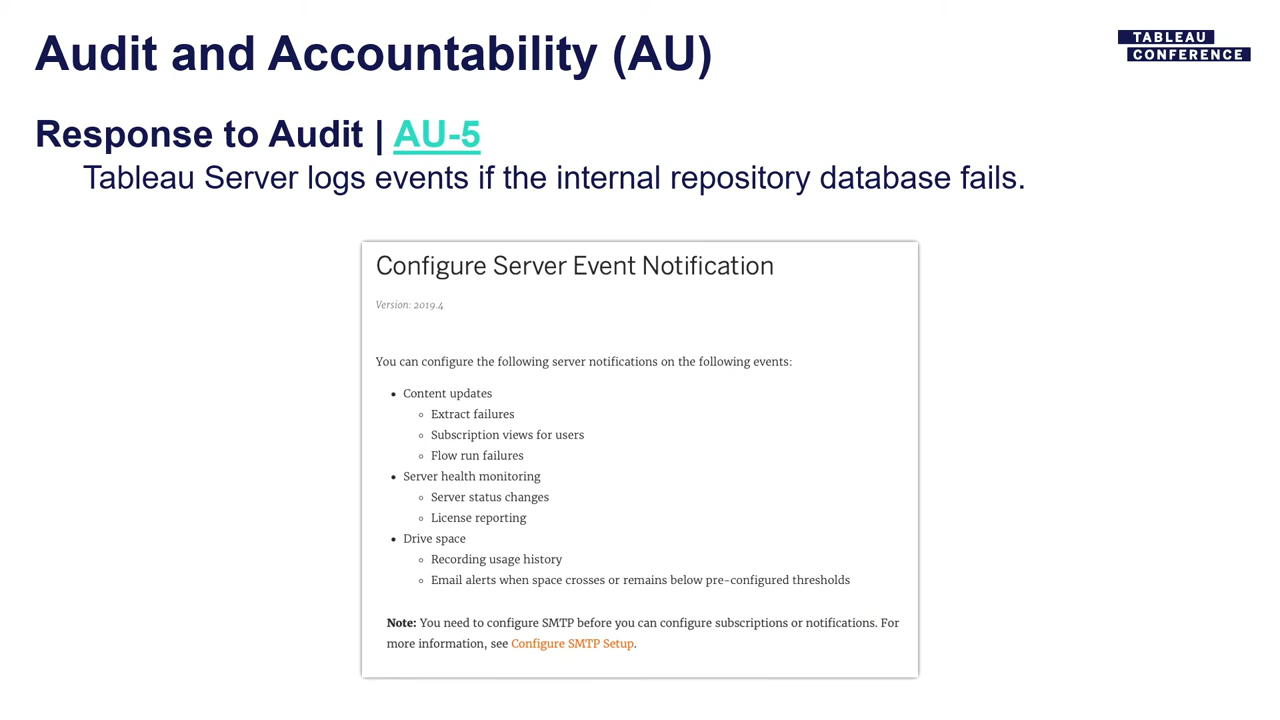 Audit and Accountability (AU)
TABLEAU
CONFERENCE
Response to Audit | AU-5
Tableau Server logs events if the internal repository database fails.
Configure Server Event Notification
Version: 2019.4
You can configure the following server notifications on the following events:
• Content updates
◦ Extract failures
◦ Subscription views for users
◦ Flow run failures
• Server health monitoring
◦ Server status changes
◦ License reporting
• Drive space
◦ Recording usage history
◦ Email alerts when space crosses or remains below pre-configured thresholds
Note: You need to configure SMTP before you can configure subscriptions or notifications. For
more information, see Configure SMTP Setup.